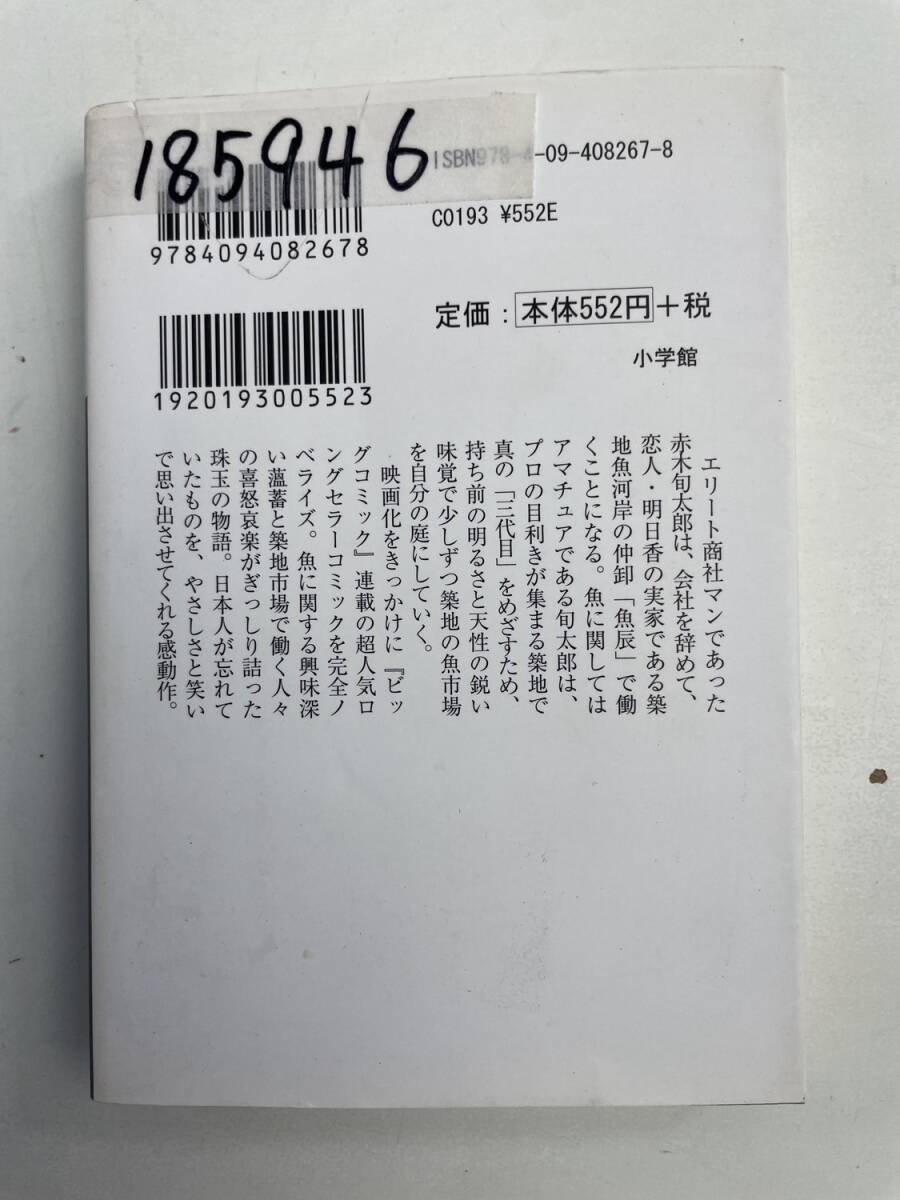 185946
ISBN978-4-09-408267-8
C0193 ¥552E
9784094082678
定価：本体552円+税
小学館
1920193005523
エリート商社マンであった
赤木旬太郎は、会社を辞めて、
恋人・明日香の実家である築
地魚河岸の仲卸「魚辰」で働
くことになる。魚に関しては
アマチュアである旬太郎は、
プロの目利きが集まる築地で
真の「三代目」をめざすため、
持ち前の明るさと天性の鋭い
味覚で少しずつ築地の魚市場
を自分の庭にしていく。
映画化をきっかけに『ビッ
グコミック』連載の超人気ロ
ングセラーコミックを完全ノ
ベライズ。魚に関する興味深
い薀蓄と築地市場で働く人々
の喜怒哀楽がぎっしり詰った
珠玉の物語。日本人が忘れて
いたものを、やさしさと笑い
で思い出させてくれる感動作。